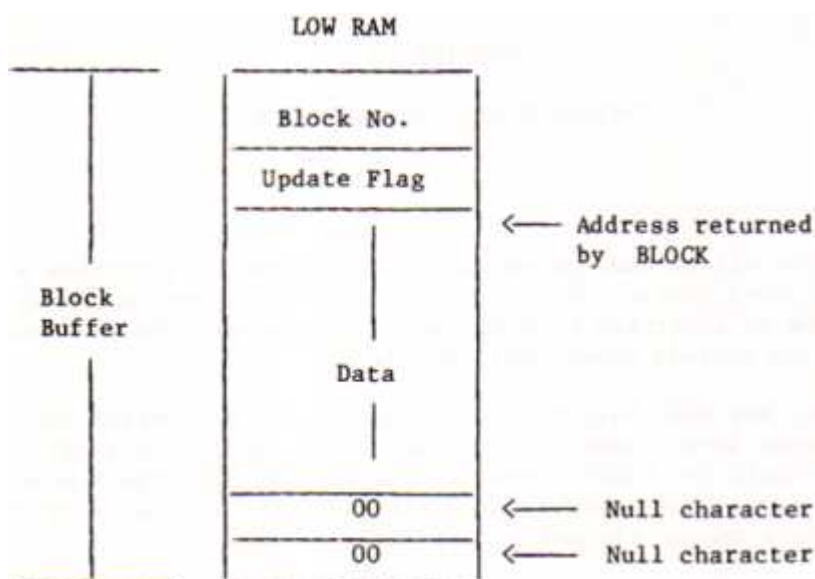 LOW RAM
Block No.
Update Flag
Address returned
by BLOCK
Block
Buffer
Data
00
Null character
00
Null character